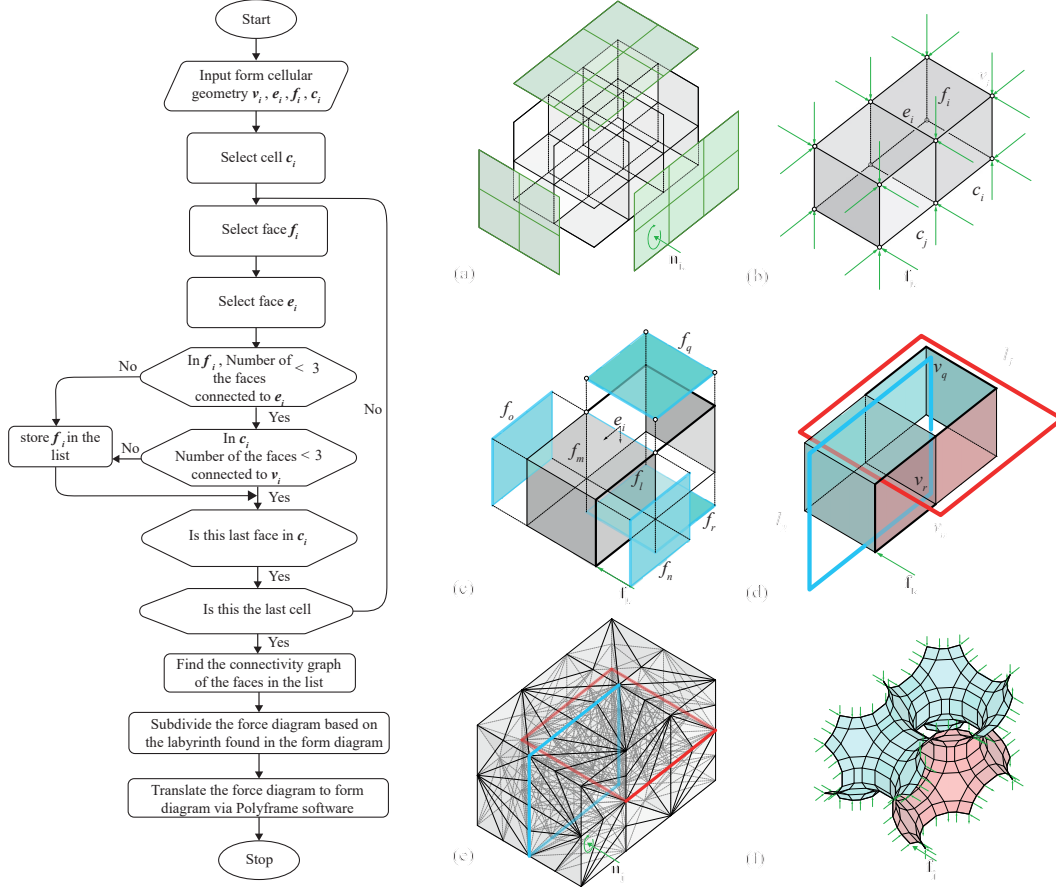 Start
Input form cellular
geometry v_i , e_i , f_i , c_i
Select cell c_i
Select face f_i
Select face e_i
In f_i , Number of < 3
the faces
connected to e_i
No
Yes
In c_i
Number of the faces < 3
connected to v_i
No
store f_i in the
list
Yes
No
Is this last face in
c_i
Yes
Is this the last cell
Yes
Find the connectivity graph
of the faces in the list
Subdivide the force diagram based on
the labyrinth found in the form diagram
Translate the force diagram to form
diagram via Polyframe software
Stop
(a)
v_i
f_i
e_i
c_i
c_j
(b)
f_q
f_o
e_i
f_m
f_l
f_r
f_n
(c)
v_q
v_r
(d)
(e)
(f)